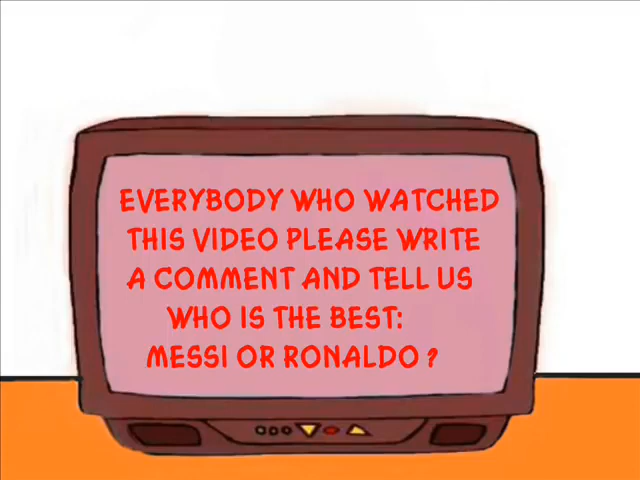 EVERYBODY WHO WATCHED
THIS VIDEO PLEASE WRITE
A COMMENT AND TELL US
WHO IS THE BEST:
MESSI OR RONALDO ?